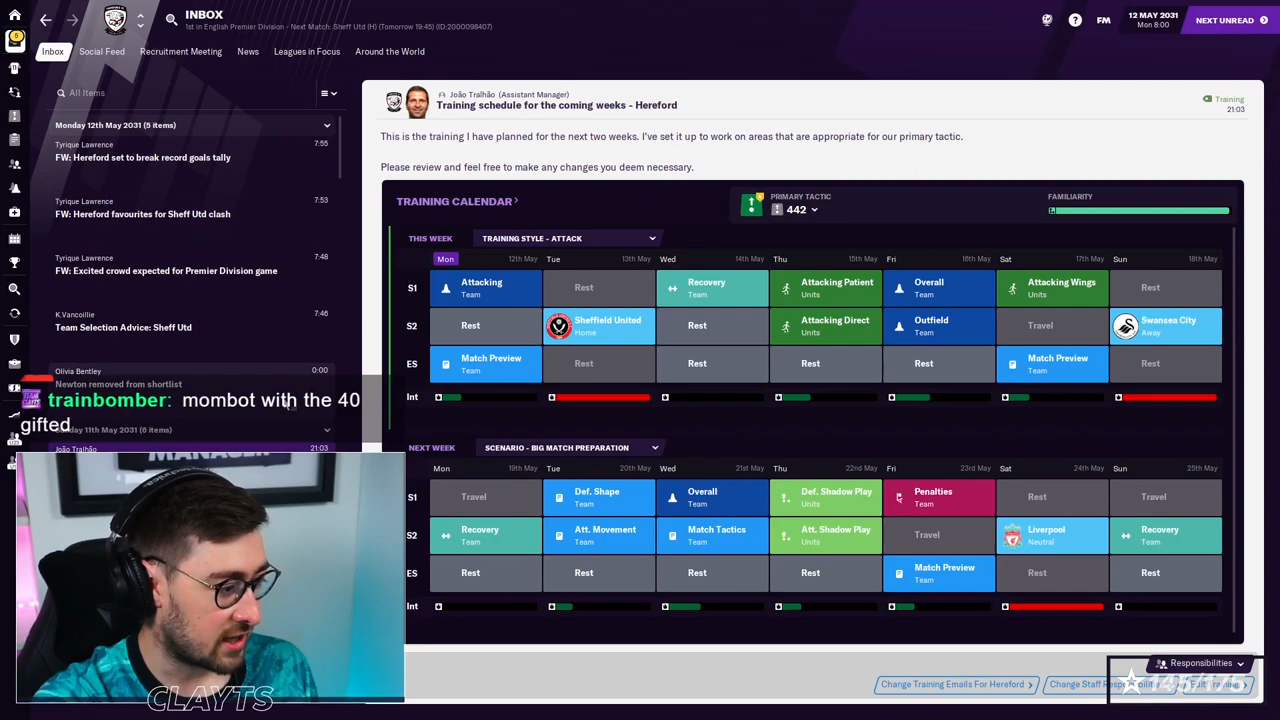 INBOX
1st in English Premier Division - Next Match: Sheff Utd (H) (Tomorrow 19:45) (ID:2000098407)
FM
12 MAY 2031
Mon 8:00
NEXT UNREAD
5
Inbox
Social Feed
Recruitment Meeting
News
Leagues in Focus
Around the World
All Items
Monday 12th May 2031 (5 items)
Tyrique Lawrence 7:55
FW: Hereford set to break record goals tally
Tyrique Lawrence 7:53
FW: Hereford favourites for Sheff Utd clash
Tyrique Lawrence 7:48
FW: Excited crowd expected for Premier Division game
K.Vancoillie 7:46
Team Selection Advice: Sheff Utd
Olivia Bentley 0:00
Newton removed from shortlist
trainbomber: mombot with the 40
gifted
Sunday 11th May 2031 (6 items)
João Tralhão 21:03
João Tralhão (Assistant Manager)
Training schedule for the coming weeks - Hereford
Training
21:03
This is the training I have planned for the next two weeks. I've set it up to work on areas that are appropriate for our primary tactic.
Please review and feel free to make any changes you deem necessary.
TRAINING CALENDAR
PRIMARY TACTIC
442
FAMILIARITY
THIS WEEK
TRAINING STYLE - ATTACK
Mon 12th May Tue 13th May Wed 14th May Thu 15th May Fri 16th May Sat 17th May Sun 18th May
S1
Attacking
Team
Rest
Recovery
Team
Attacking Patient
Units
Overall
Team
Attacking Wings
Units
Rest
S2
Rest
Sheffield United
Home
Rest
Attacking Direct
Units
Outfield
Team
Travel
Swansea City
Away
ES
Match Preview
Team
Rest
Rest
Rest
Rest
Match Preview
Team
Rest
Int
NEXT WEEK
SCENARIO - BIG MATCH PREPARATION
Mon 19th May Tue 20th May Wed 21st May Thu 22nd May Fri 23rd May Sat 24th May Sun 25th May
S1
Travel
Def. Shape
Team
Overall
Team
Def. Shadow Play
Units
Penalties
Team
Rest
Travel
S2
Recovery
Team
Att. Movement
Team
Match Tactics
Team
Att. Shadow Play
Units
Travel
Liverpool
Neutral
Recovery
Team
ES
Rest
Rest
Rest
Rest
Match Preview
Team
Rest
Rest
Int
Responsibilities
Change Training Emails For Hereford
Change Staff Responsibilities
Edit Training
CLAYTS